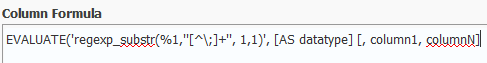 Column Formula
EVALUATE('regexp_substr(%1,"[^\;]+", 1,1)', [AS datatype] [, column1, columnN]